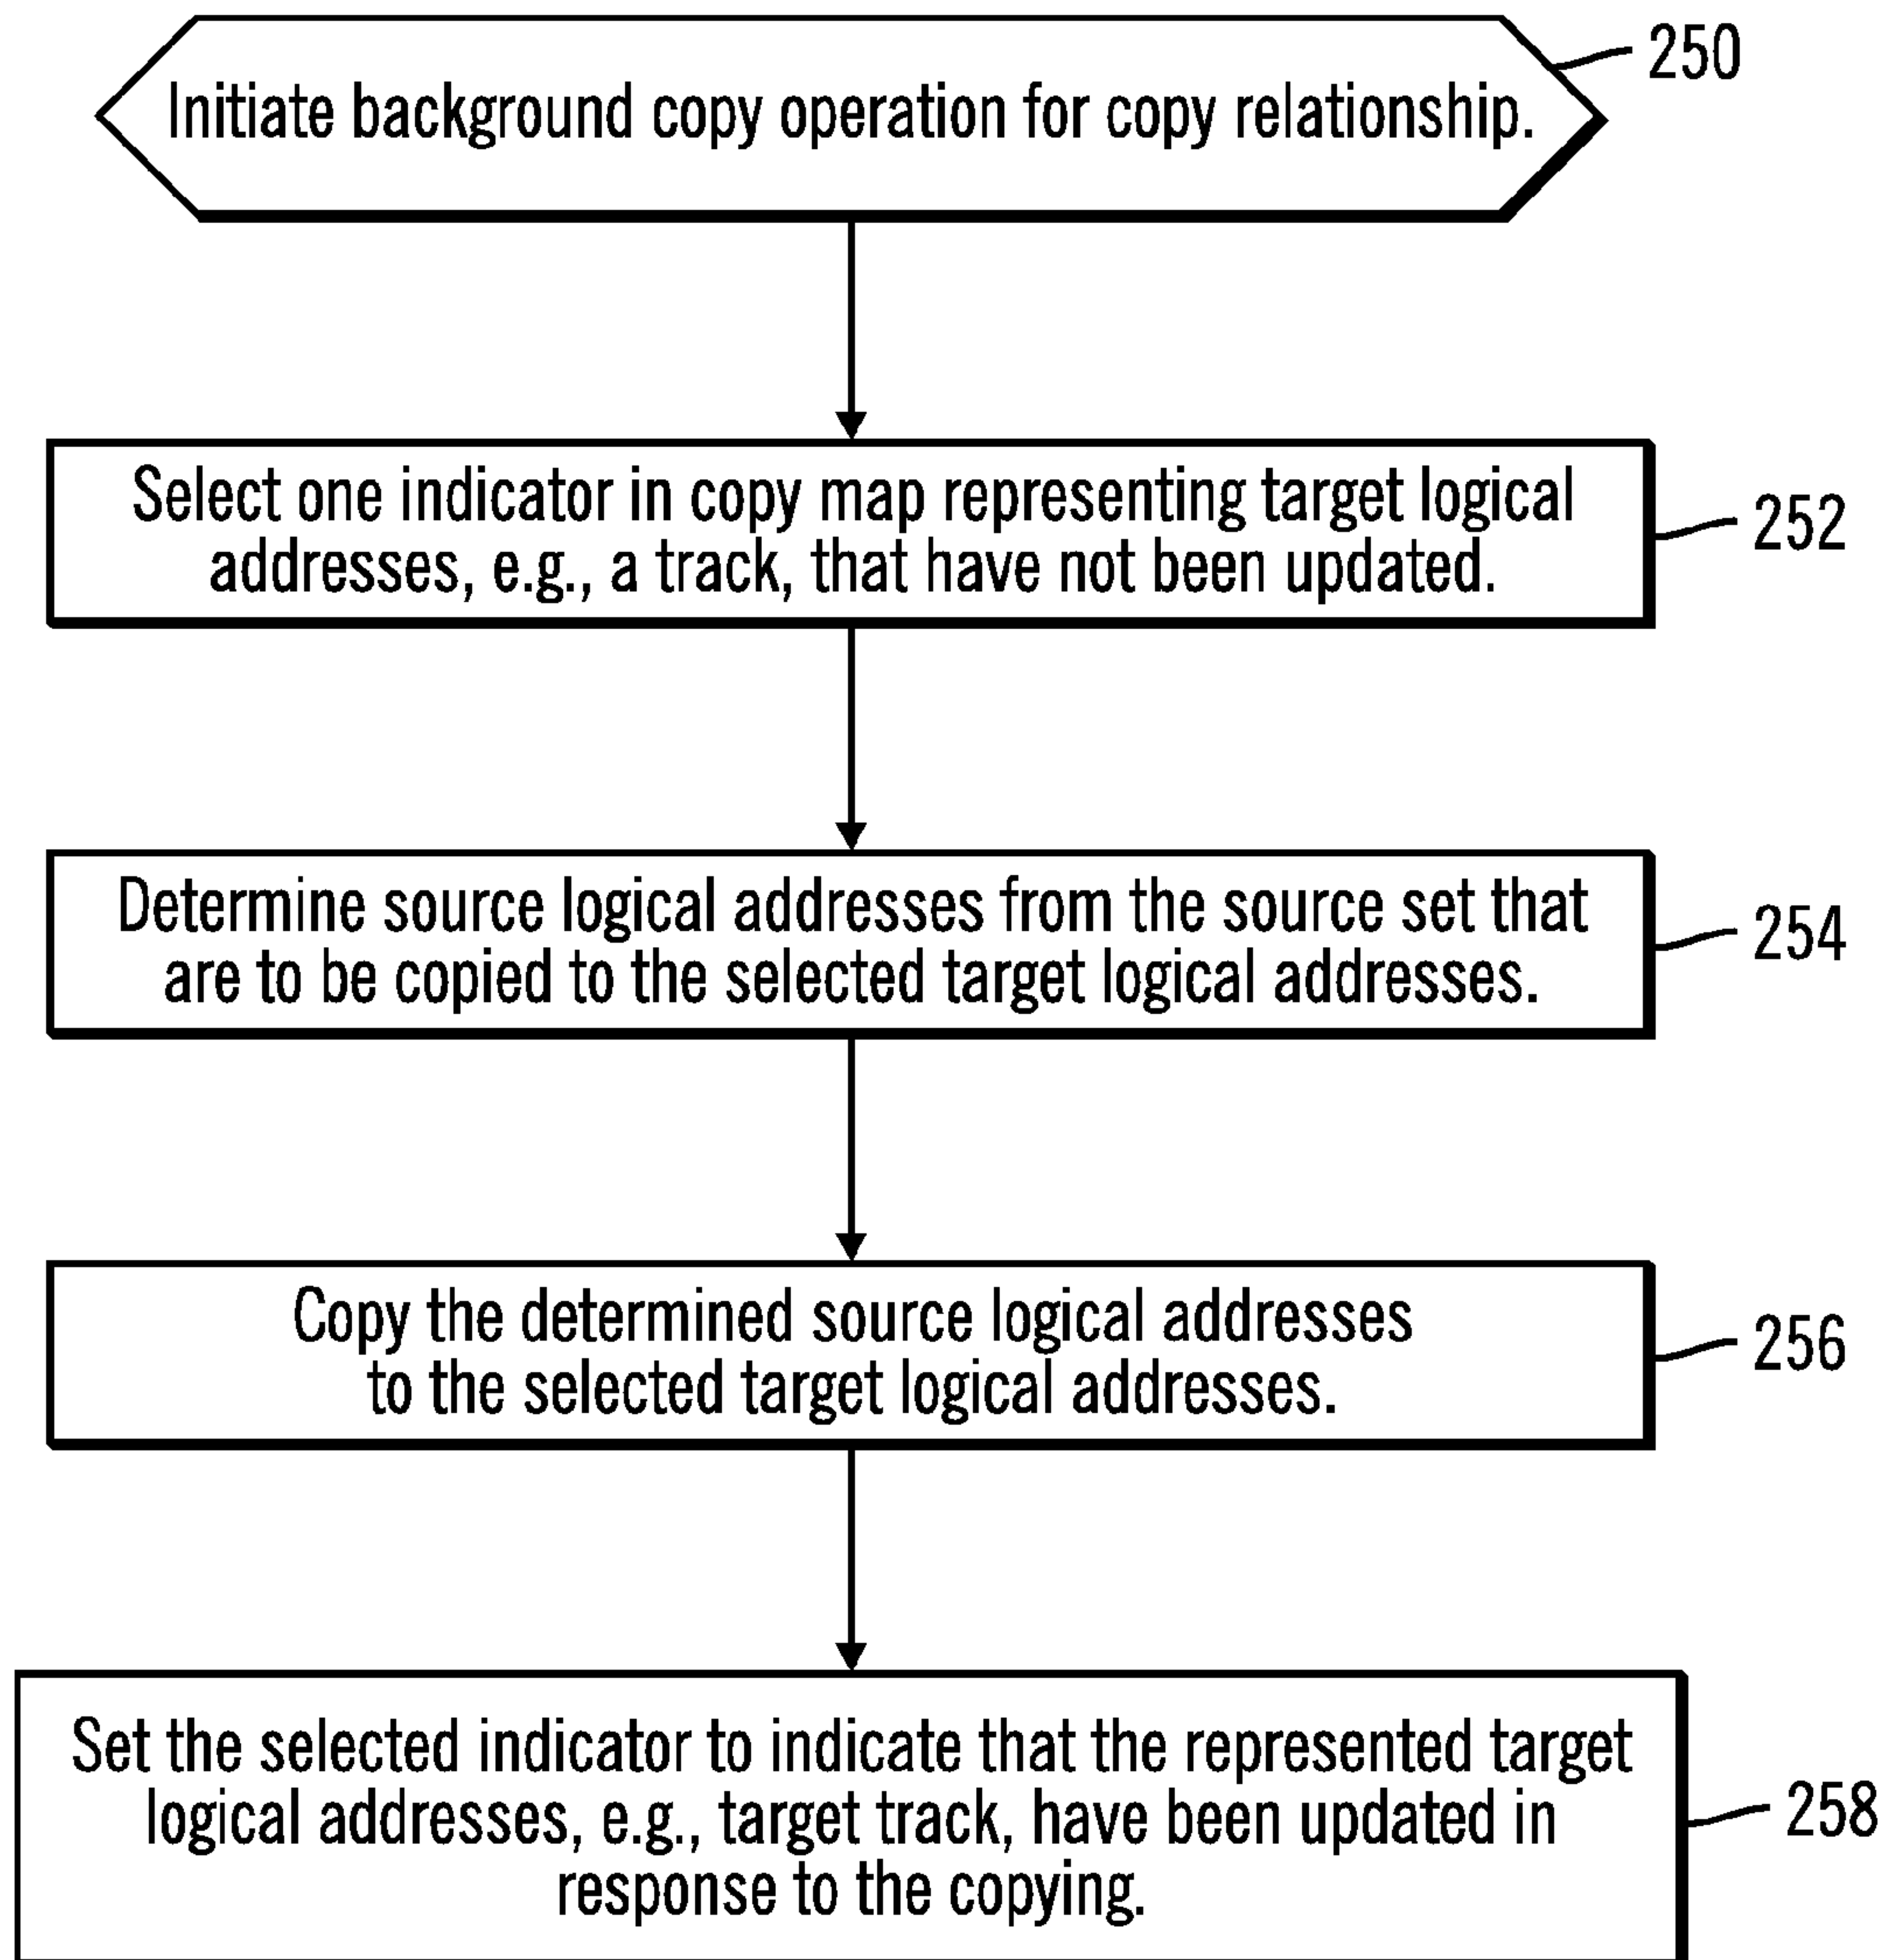 Initiate background copy operation for copy relationship.
250
Select one indicator in copy map representing target logical
addresses, e.g., a track, that have not been updated.
252
Determine source logical addresses from the source set that
are to be copied to the selected target logical addresses.
254
Copy the determined source logical addresses
to the selected target logical addresses.
256
Set the selected indicator to indicate that the represented target
logical addresses, e.g., target track, have been updated in
response to the copying.
258